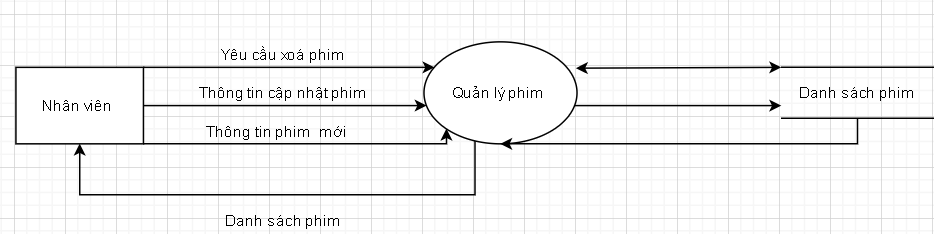 Yêu cầu xoá phim
Nhân viên
Thông tin cập nhật phim
Quản lý phim
Danh sách phim
Thông tin phim mới
Danh sách phim